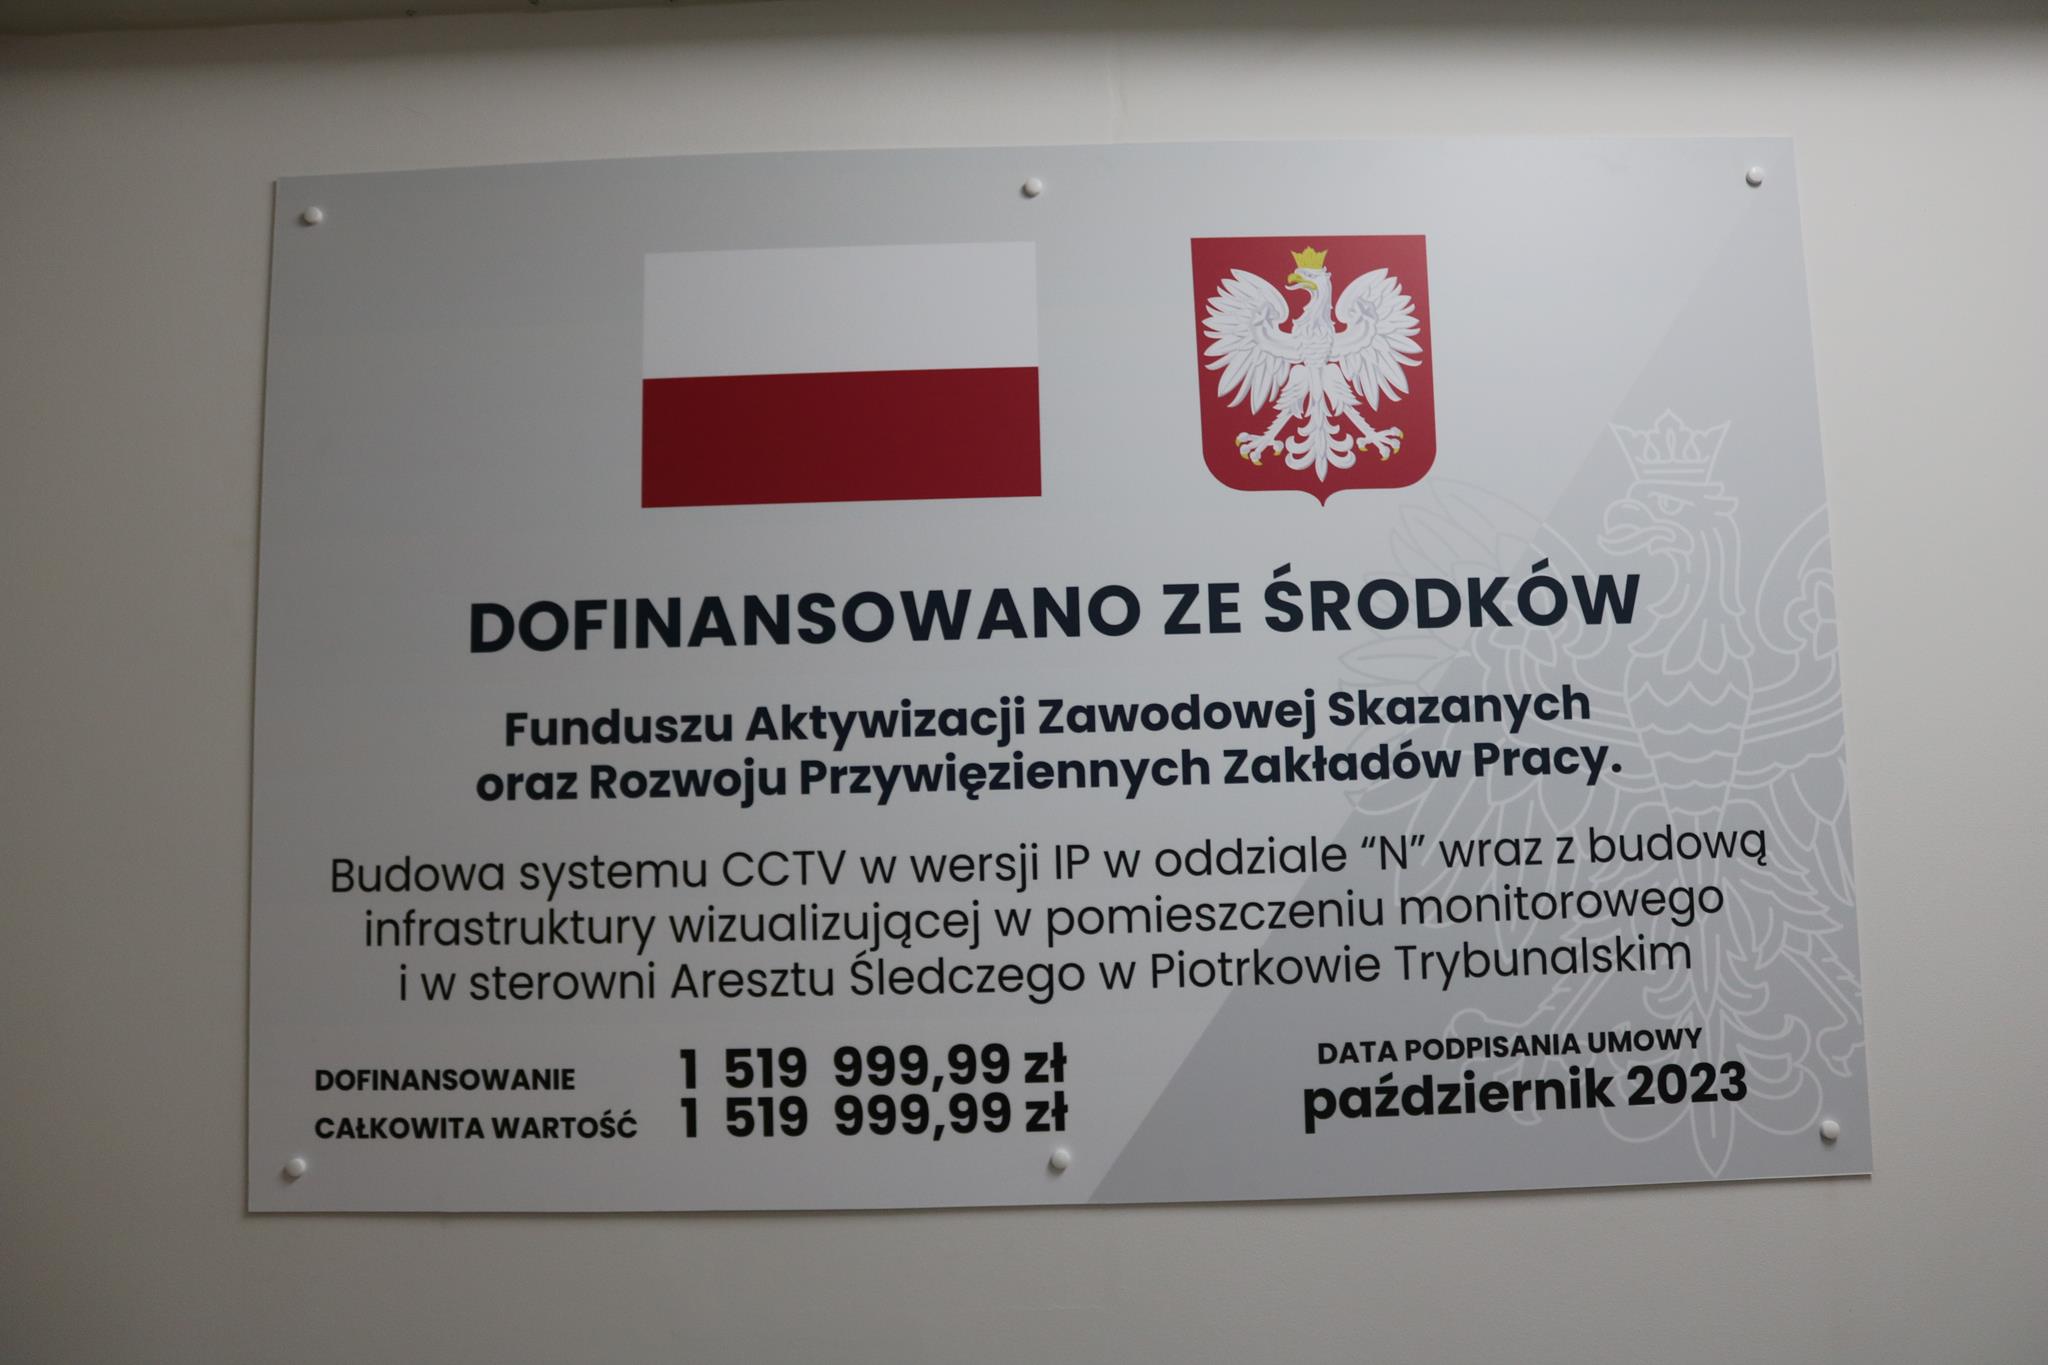 DOFINANSOWANO ZE ŚRODKÓW
Funduszu Aktywizacji Zawodowej Skazanych
oraz Rozwoju Przywięziennych Zakładów Pracy.
Budowa systemu CCTV w wersji IP w oddziale “N” wraz z budową
infrastruktury wizualizującej w pomieszczeniu monitorowego
i w sterowni Aresztu Śledczego w Piotrkowie Trybunalskim
DOFINANSOWANIE 1 519 999,99 zł
CAŁKOWITA WARTOŚĆ 1 519 999,99 zł
DATA PODPISANIA UMOWY
październik 2023